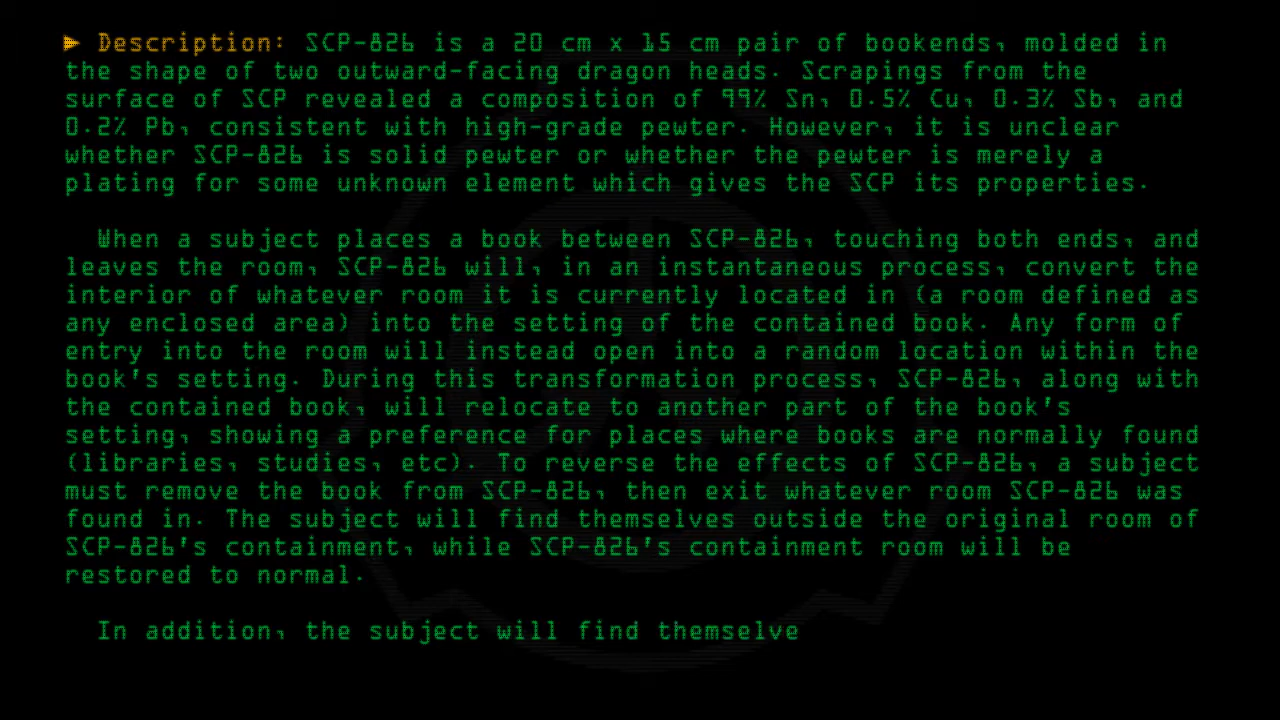 ► Description: SCP-826 is a 20 cm x 15 cm pair of bookends, molded in
the shape of two outward-facing dragon heads. Scrapings from the
surface of SCP revealed a composition of 99% Sn, 0.5% Cu, 0.3% Sb, and
0.2% Pb, consistent with high-grade pewter. However, it is unclear
whether SCP-826 is solid pewter or whether the pewter is merely a
plating for some unknown element which gives the SCP its properties.
When a subject places a book between SCP-826, touching both ends, and
leaves the room, SCP-826 will, in an instantaneous process, convert the
interior of whatever room it is currently located in (a room defined as
any enclosed area) into the setting of the contained book. Any form of
entry into the room will instead open into a random location within the
book's setting. During this transformation process, SCP-826, along with
the contained book, will relocate to another part of the book's
setting, showing a preference for places where books are normally found
(libraries, studies, etc). To reverse the effects of SCP-826, a subject
must remove the book from SCP-826, then exit whatever room SCP-826 was
found in. The subject will find themselves outside the original room of
SCP-826's containment, while SCP-826's containment room will be
restored to normal.
In addition, the subject will find themselve